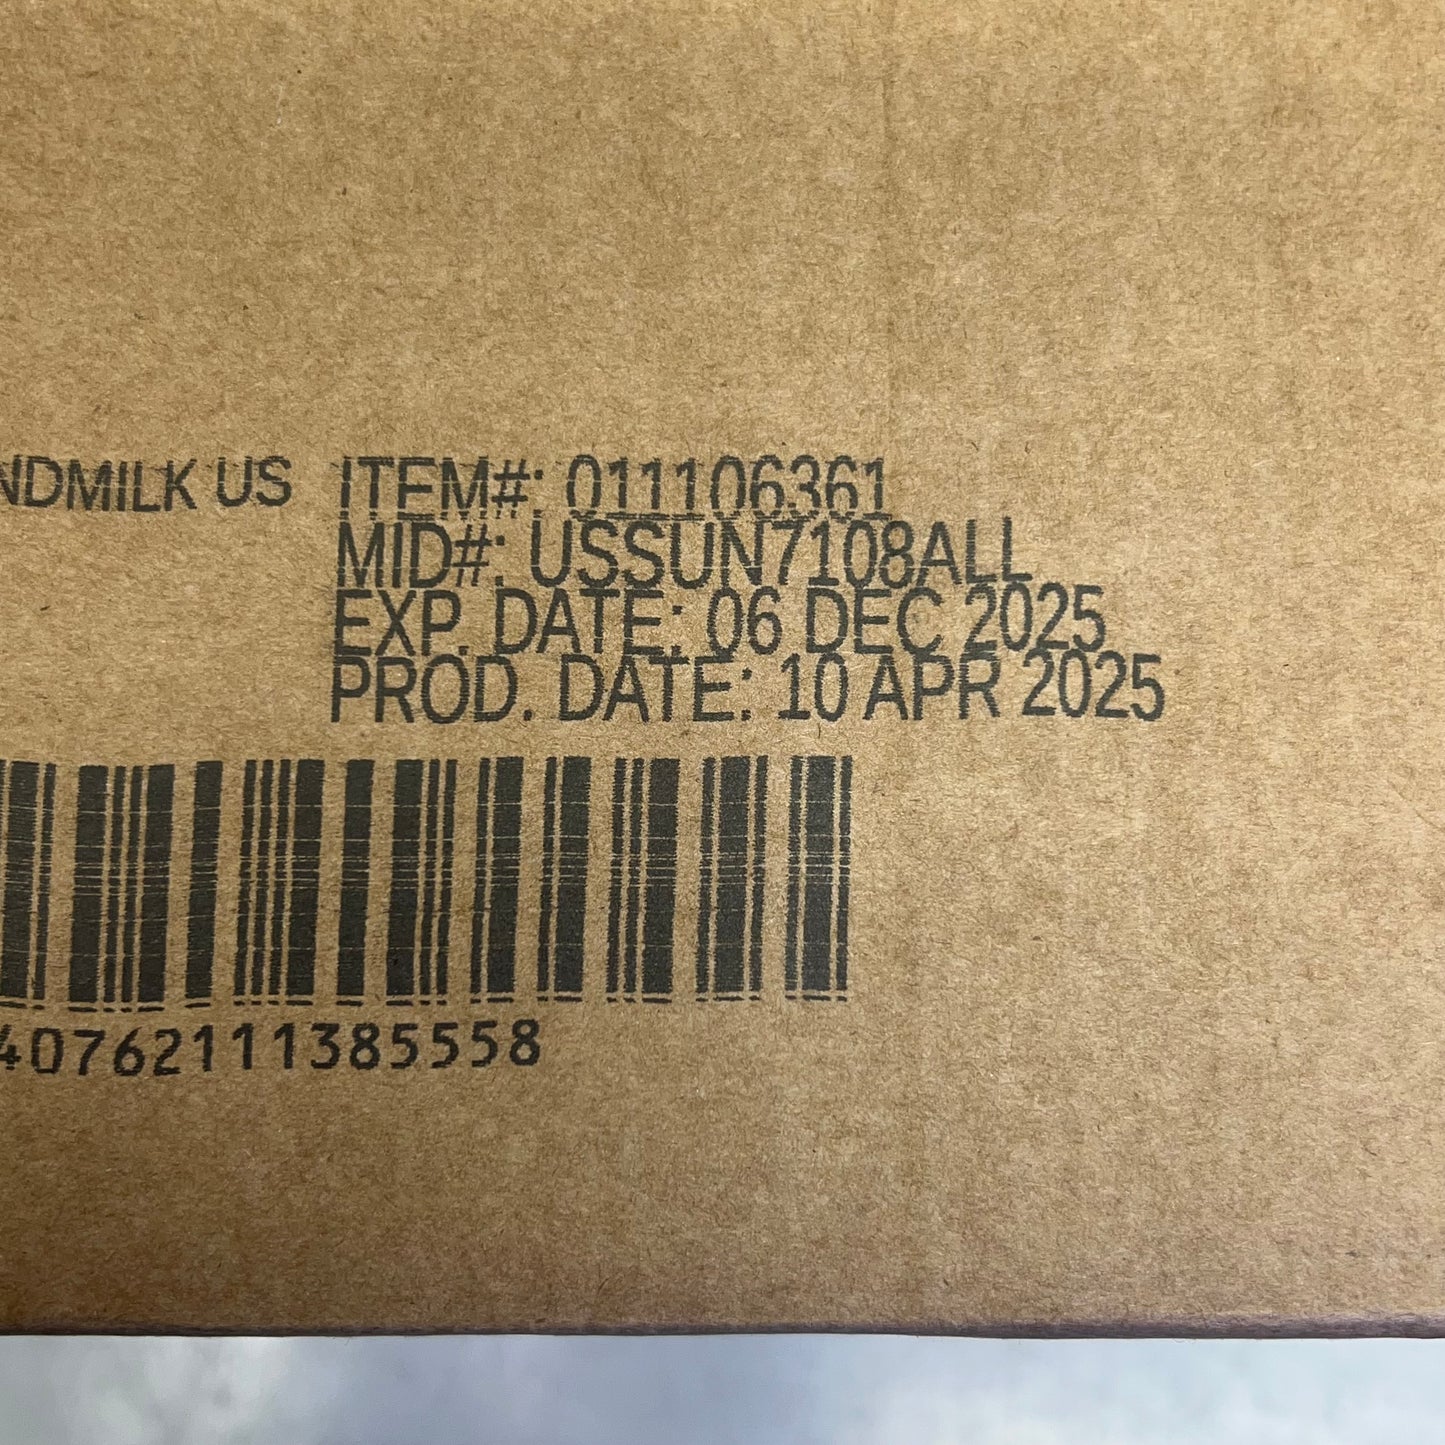 NDMILK US ITEM#: 011106361
MID#: USSUN7108ALL
EXP. DATE: 06 DEC 2025
PROD. DATE: 10 APR 2025
40762111385558